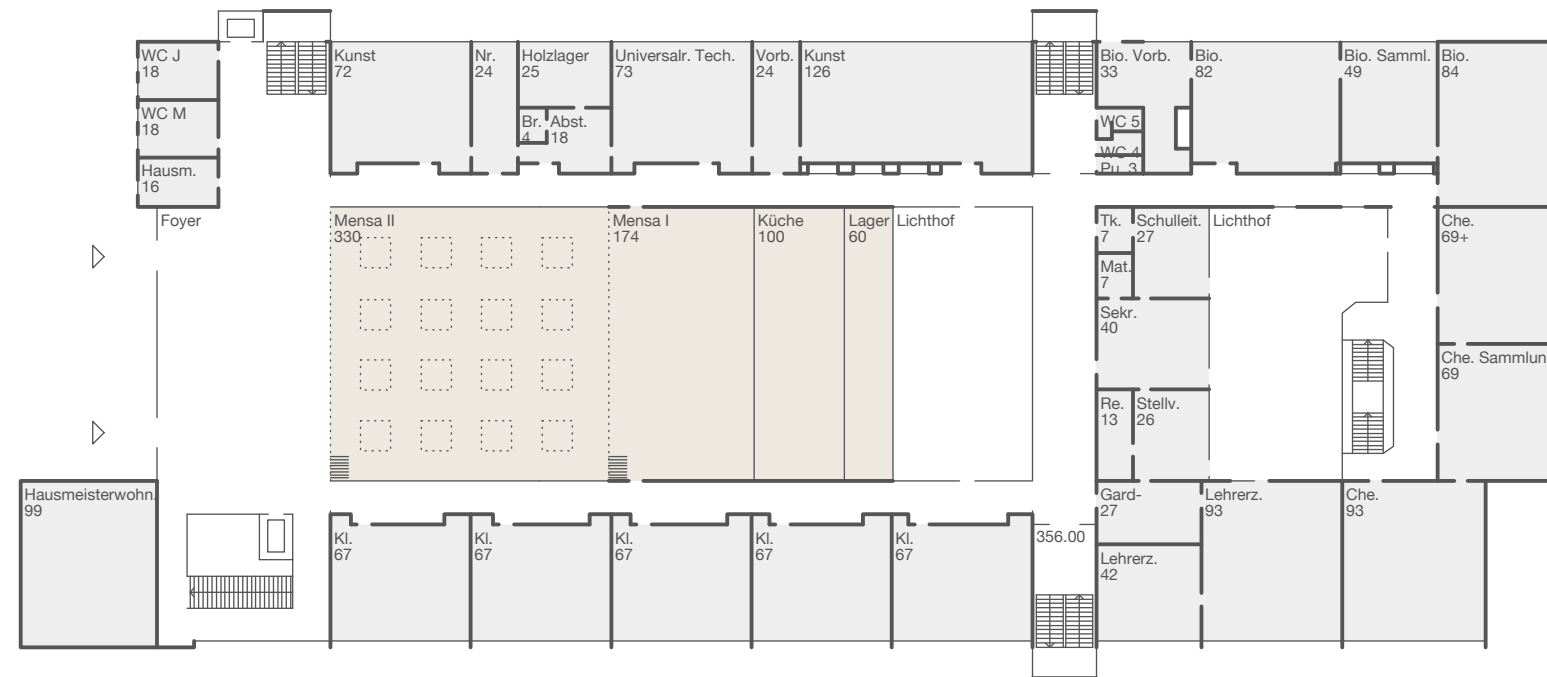 WC J
18
WC M
18
Hausm.
16
Kunst
72
Nr.
24
Holzlager
25
Br.
4
Abst.
18
Universalr. Tech.
73
Vorb.
24
Kunst
126
Bio. Vorb.
33
WC 5
WC 4
Pu. 3
Bio.
82
Bio. Samml.
49
Bio.
84
Foyer
Mensa II
330
Mensa I
174
Küche
100
Lager
60
Lichthof
Tk.
7
Schulleit.
27
Mat.
7
Sekr.
40
Re.
13
Stellv.
26
Lichthof
Che.
69+
Che. Sammlun
69
Hausmeisterwohn.
99
Kl.
67
Kl.
67
Kl.
67
Kl.
67
Kl.
67
356.00
Gard-
27
Lehrerz.
42
Lehrerz.
93
Che.
93